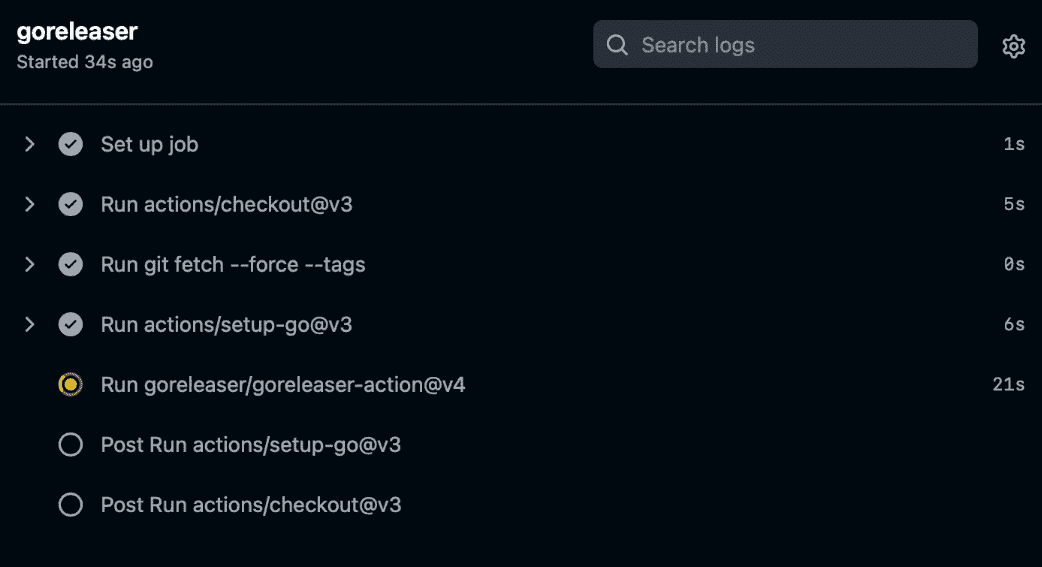 goreleaser
Started 34s ago
Search logs
Set up job 1s
Run actions/checkout@v3 5s
Run git fetch --force --tags 0s
Run actions/setup-go@v3 6s
Run goreleaser/goreleaser-action@v4 21s
Post Run actions/setup-go@v3
Post Run actions/checkout@v3